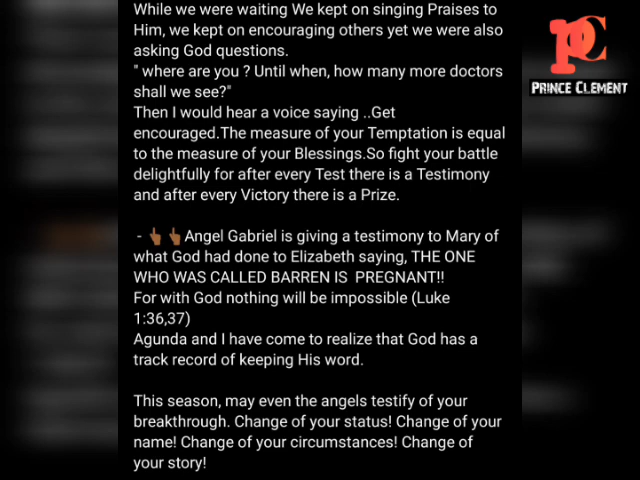 While we were waiting We kept on singing Praises to
Him, we kept on encouraging others yet we were also
asking God questions.
" where are you ? Until when, how many more doctors
shall we see?"
Then I would hear a voice saying ..Get
encouraged.The measure of your Temptation is equal
to the measure of your Blessings.So fight your battle
delightfully for after every Test there is a Testimony
and after every Victory there is a Prize.
- 👆🏾👆🏾Angel Gabriel is giving a testimony to Mary of
what God had done to Elizabeth saying, THE ONE
WHO WAS CALLED BARREN IS PREGNANT!!
For with God nothing will be impossible (Luke
1:36,37)
Agunda and I have come to realize that God has a
track record of keeping His word.
This season, may even the angels testify of your
breakthrough. Change of your status! Change of your
name! Change of your circumstances! Change of
your story!
PC
PRINCE CLEMENT